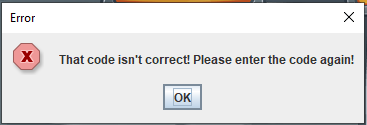 Error
That code isn't correct! Please enter the code again!
OK